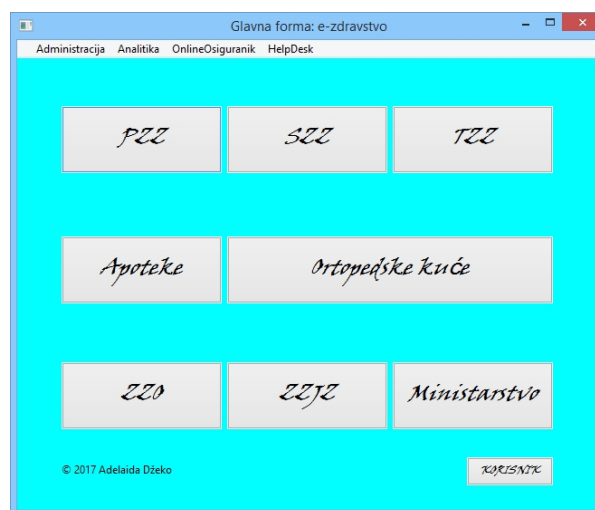 Glavna forma: e-zdravstvo
Administracija Analitika OnlineOsiguranik HelpDesk
PZZ SZZ TZZ
Apoteke Ortopedske kuće
ZZO ZZJZ Ministarstvo
© 2017 Adelaida Džeko KORISNIK